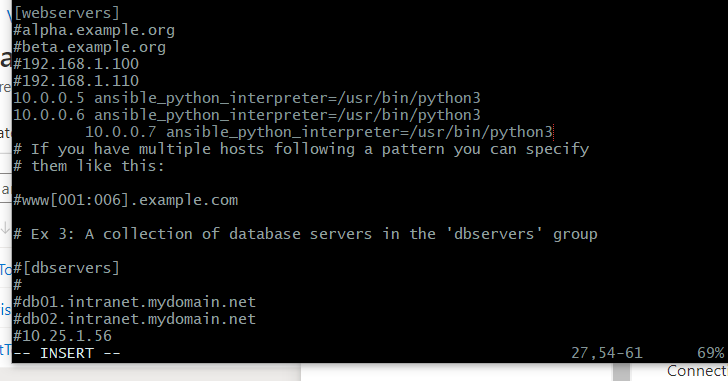 [webservers]
#alpha.example.org
#beta.example.org
#192.168.1.100
#192.168.1.110
10.0.0.5 ansible_python_interpreter=/usr/bin/python3
10.0.0.6 ansible_python_interpreter=/usr/bin/python3
10.0.0.7 ansible_python_interpreter=/usr/bin/python3
# If you have multiple hosts following a pattern you can specify
# them like this:
#www[001:006].example.com
# Ex 3: A collection of database servers in the 'dbservers' group
#[dbservers]
#
#db01.intranet.mydomain.net
#db02.intranet.mydomain.net
#10.25.1.56
-- INSERT -- 27,54-61 69%
Connect